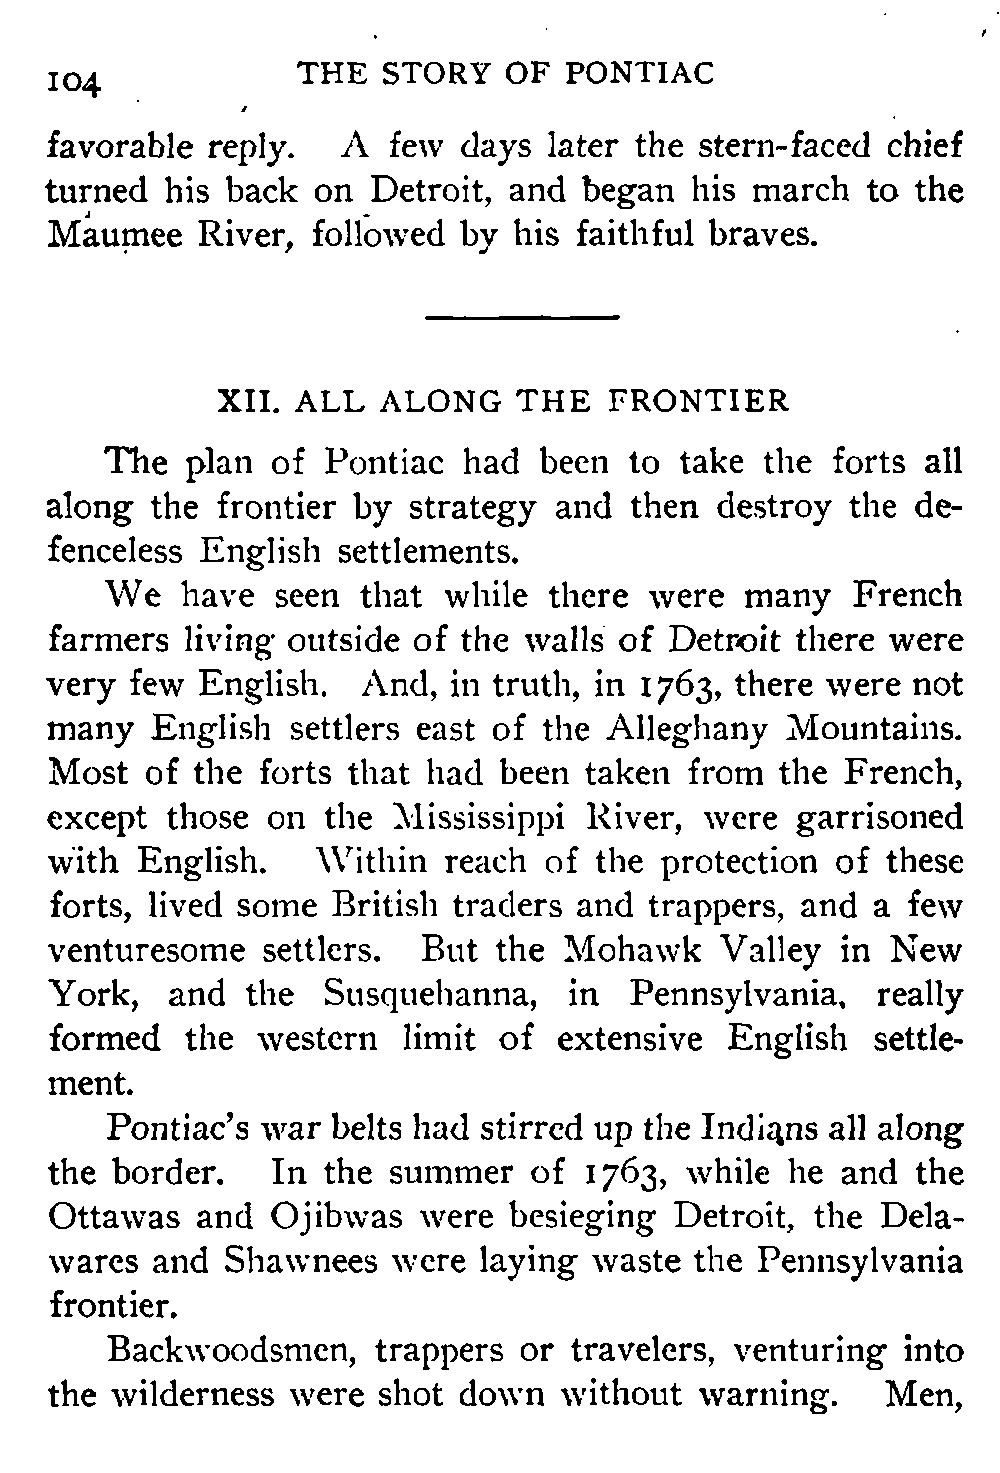 104 THE STORY OF PONTIAC
favorable reply. A few days later the stern-faced chief
turned his back on Detroit, and began his march to the
Maumee River, followed by his faithful braves.
XII. ALL ALONG THE FRONTIER
The plan of Pontiac had been to take the forts all
along the frontier by strategy and then destroy the de-
fenceless English settlements.
We have seen that while there were many French
farmers living outside of the walls of Detroit there were
very few English. And, in truth, in 1763, there were not
many English settlers east of the Alleghany Mountains.
Most of the forts that had been taken from the French,
except those on the Mississippi River, were garrisoned
with English. Within reach of the protection of these
forts, lived some British traders and trappers, and a few
venturesome settlers. But the Mohawk Valley in New
York, and the Susquehanna, in Pennsylvania, really
formed the western limit of extensive English settle-
ment.
Pontiac's war belts had stirred up the Indians all along
the border. In the summer of 1763, while he and the
Ottawas and Ojibwas were besieging Detroit, the Dela-
wares and Shawnees were laying waste the Pennsylvania
frontier.
Backwoodsmen, trappers or travelers, venturing into
the wilderness were shot down without warning. Men,